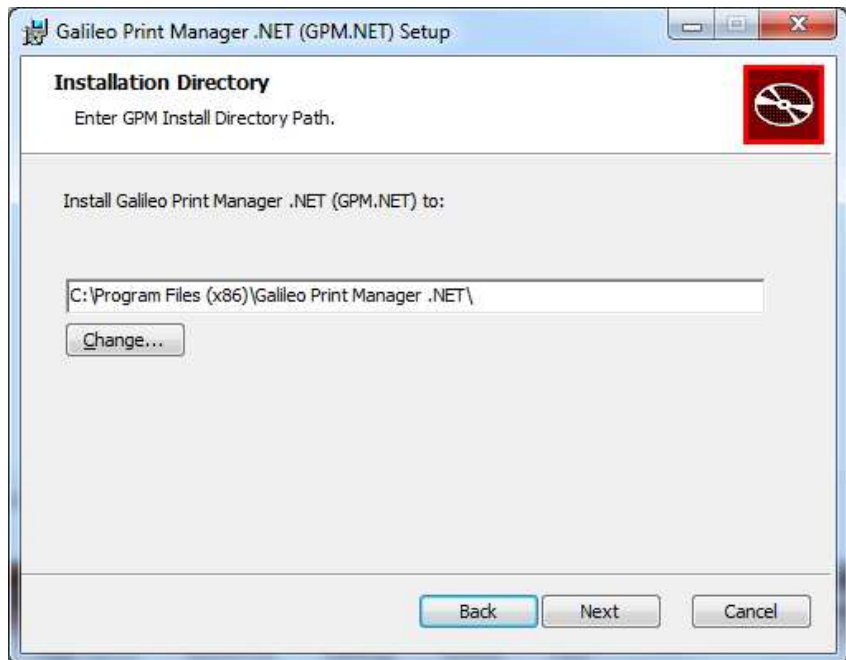 Galileo Print Manager .NET (GPM.NET) Setup
Installation Directory
Enter GPM Install Directory Path.
Install Galileo Print Manager .NET (GPM.NET) to:
C:\Program Files (x86)\Galileo Print Manager .NET\
Change...
Back Next Cancel